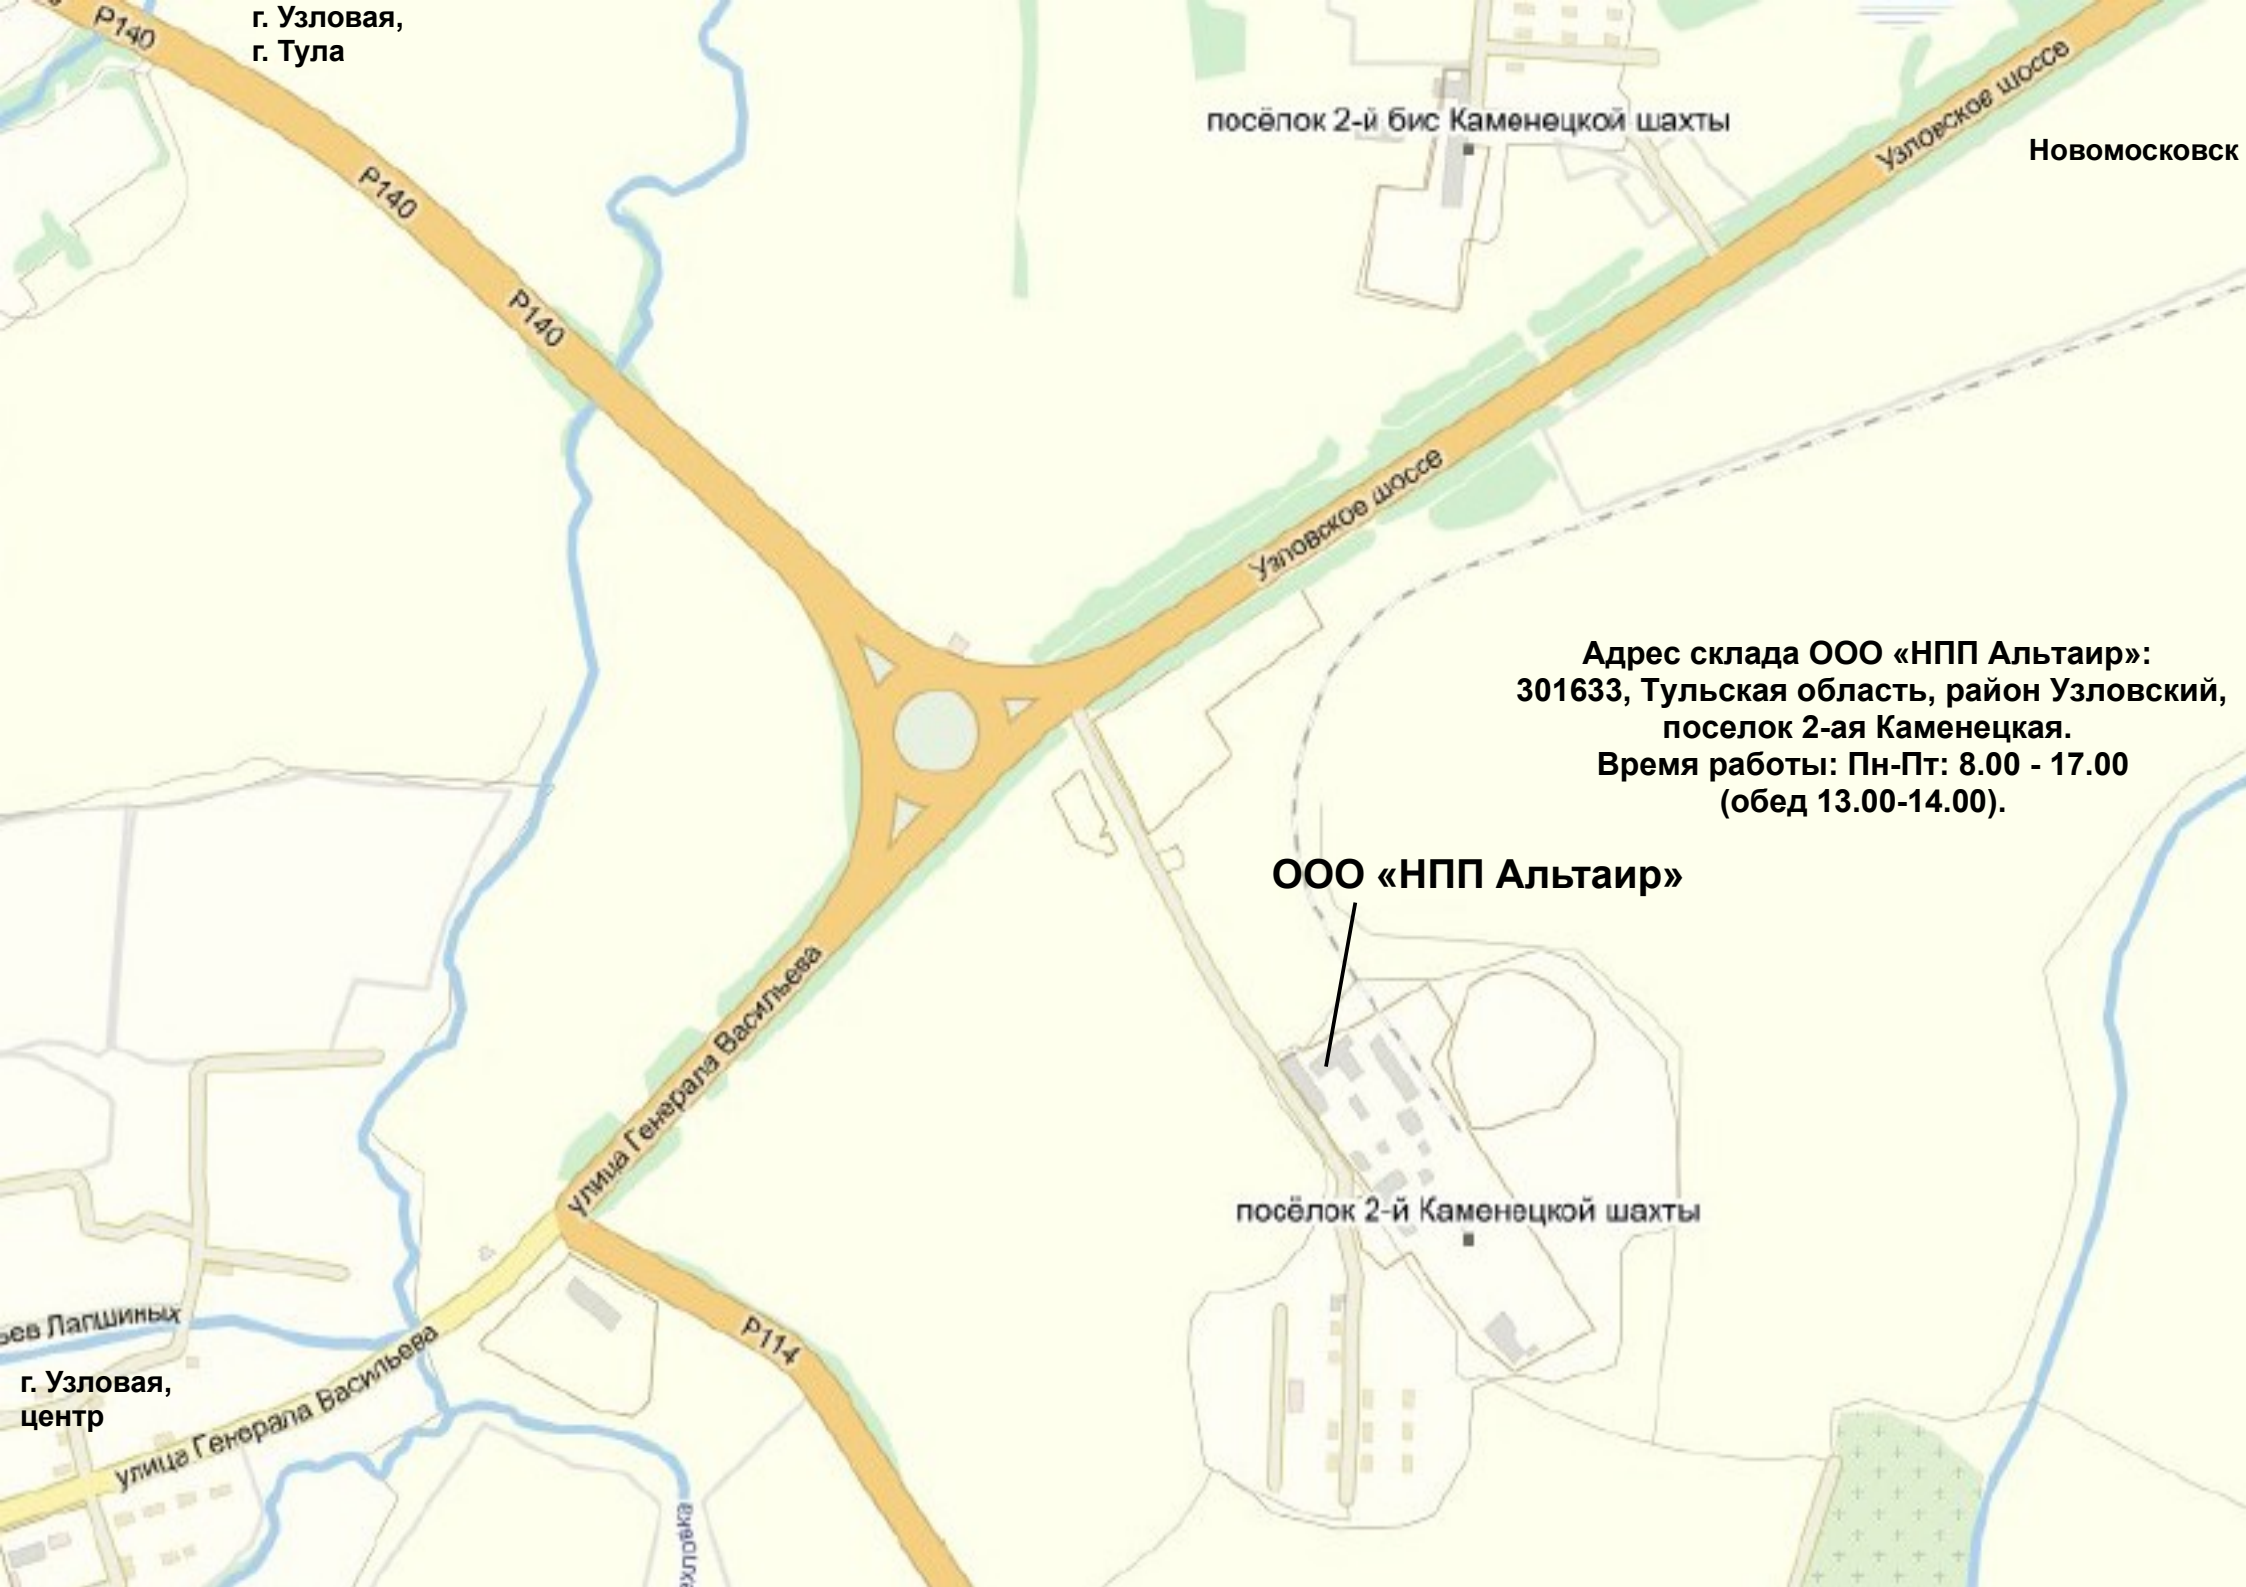 г. Узловая,
г. Тула
Р140
Р140
Р140
посёлок 2-й бис Каменецкой шахты
Узловское шоссе
Новомосковск
Узловское шоссе
Адрес склада ООО «НПП Альтаир»:
301633, Тульская область, район Узловский,
поселок 2-ая Каменецкая.
Время работы: Пн-Пт: 8.00 - 17.00
(обед 13.00-14.00).
ООО «НПП Альтаир»
улица Генерала Васильева
посёлок 2-й Каменецкой шахты
ьев Лапшиных
Р114
г. Узловая,
центр
улица Генерала Васильева